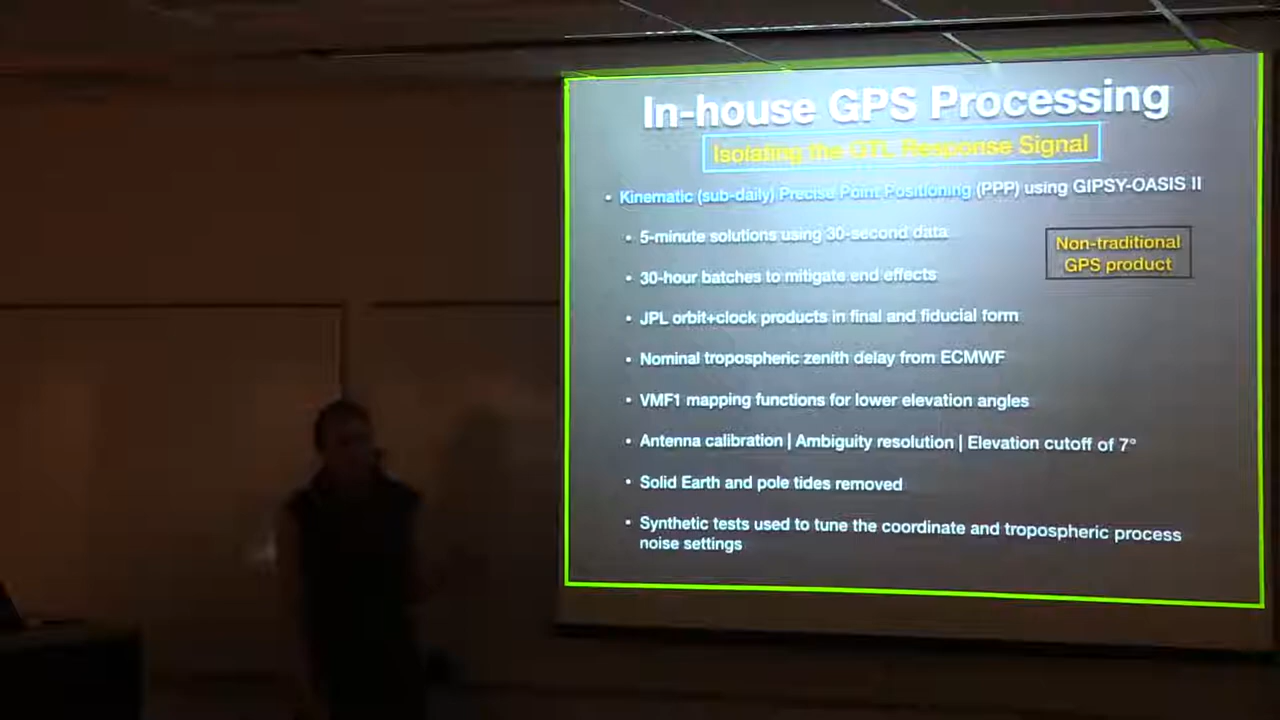 In-house GPS Processing
Isolating the OTL Response Signal
• Kinematic (sub-daily) Precise Point Positioning (PPP) using GIPSY-OASIS II
• 5-minute solutions using 30-second data
Non-traditional
GPS product
• 30-hour batches to mitigate end effects
• JPL orbit+clock products in final and fiducial form
• Nominal tropospheric zenith delay from ECMWF
• VMF1 mapping functions for lower elevation angles
• Antenna calibration | Ambiguity resolution | Elevation cutoff of 7°
• Solid Earth and pole tides removed
• Synthetic tests used to tune the coordinate and tropospheric process
noise settings